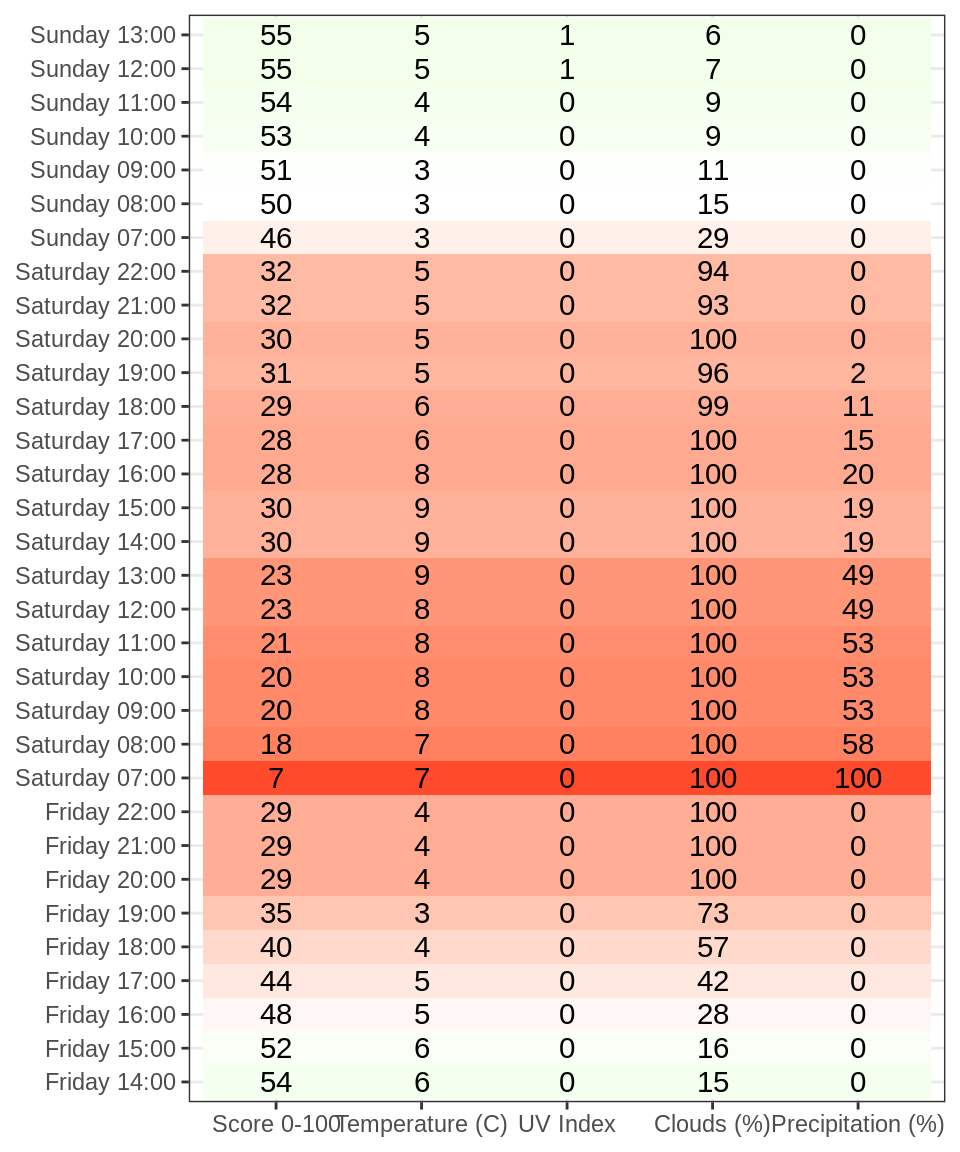 Sunday 13:00 55 5 1 6 0
Sunday 12:00 55 5 1 7 0
Sunday 11:00 54 4 0 9 0
Sunday 10:00 53 4 0 9 0
Sunday 09:00 51 3 0 11 0
Sunday 08:00 50 3 0 15 0
Sunday 07:00 46 3 0 29 0
Saturday 22:00 32 5 0 94 0
Saturday 21:00 32 5 0 93 0
Saturday 20:00 30 5 0 100 0
Saturday 19:00 31 5 0 96 2
Saturday 18:00 29 6 0 99 11
Saturday 17:00 28 6 0 100 15
Saturday 16:00 28 8 0 100 20
Saturday 15:00 30 9 0 100 19
Saturday 14:00 30 9 0 100 19
Saturday 13:00 23 9 0 100 49
Saturday 12:00 23 8 0 100 49
Saturday 11:00 21 8 0 100 53
Saturday 10:00 20 8 0 100 53
Saturday 09:00 20 8 0 100 53
Saturday 08:00 18 7 0 100 58
Saturday 07:00 7 7 0 100 100
Friday 22:00 29 4 0 100 0
Friday 21:00 29 4 0 100 0
Friday 20:00 29 4 0 100 0
Friday 19:00 35 3 0 73 0
Friday 18:00 40 4 0 57 0
Friday 17:00 44 5 0 42 0
Friday 16:00 48 5 0 28 0
Friday 15:00 52 6 0 16 0
Friday 14:00 54 6 0 15 0
Score 0-100 Temperature (C) UV Index Clouds (%) Precipitation (%)